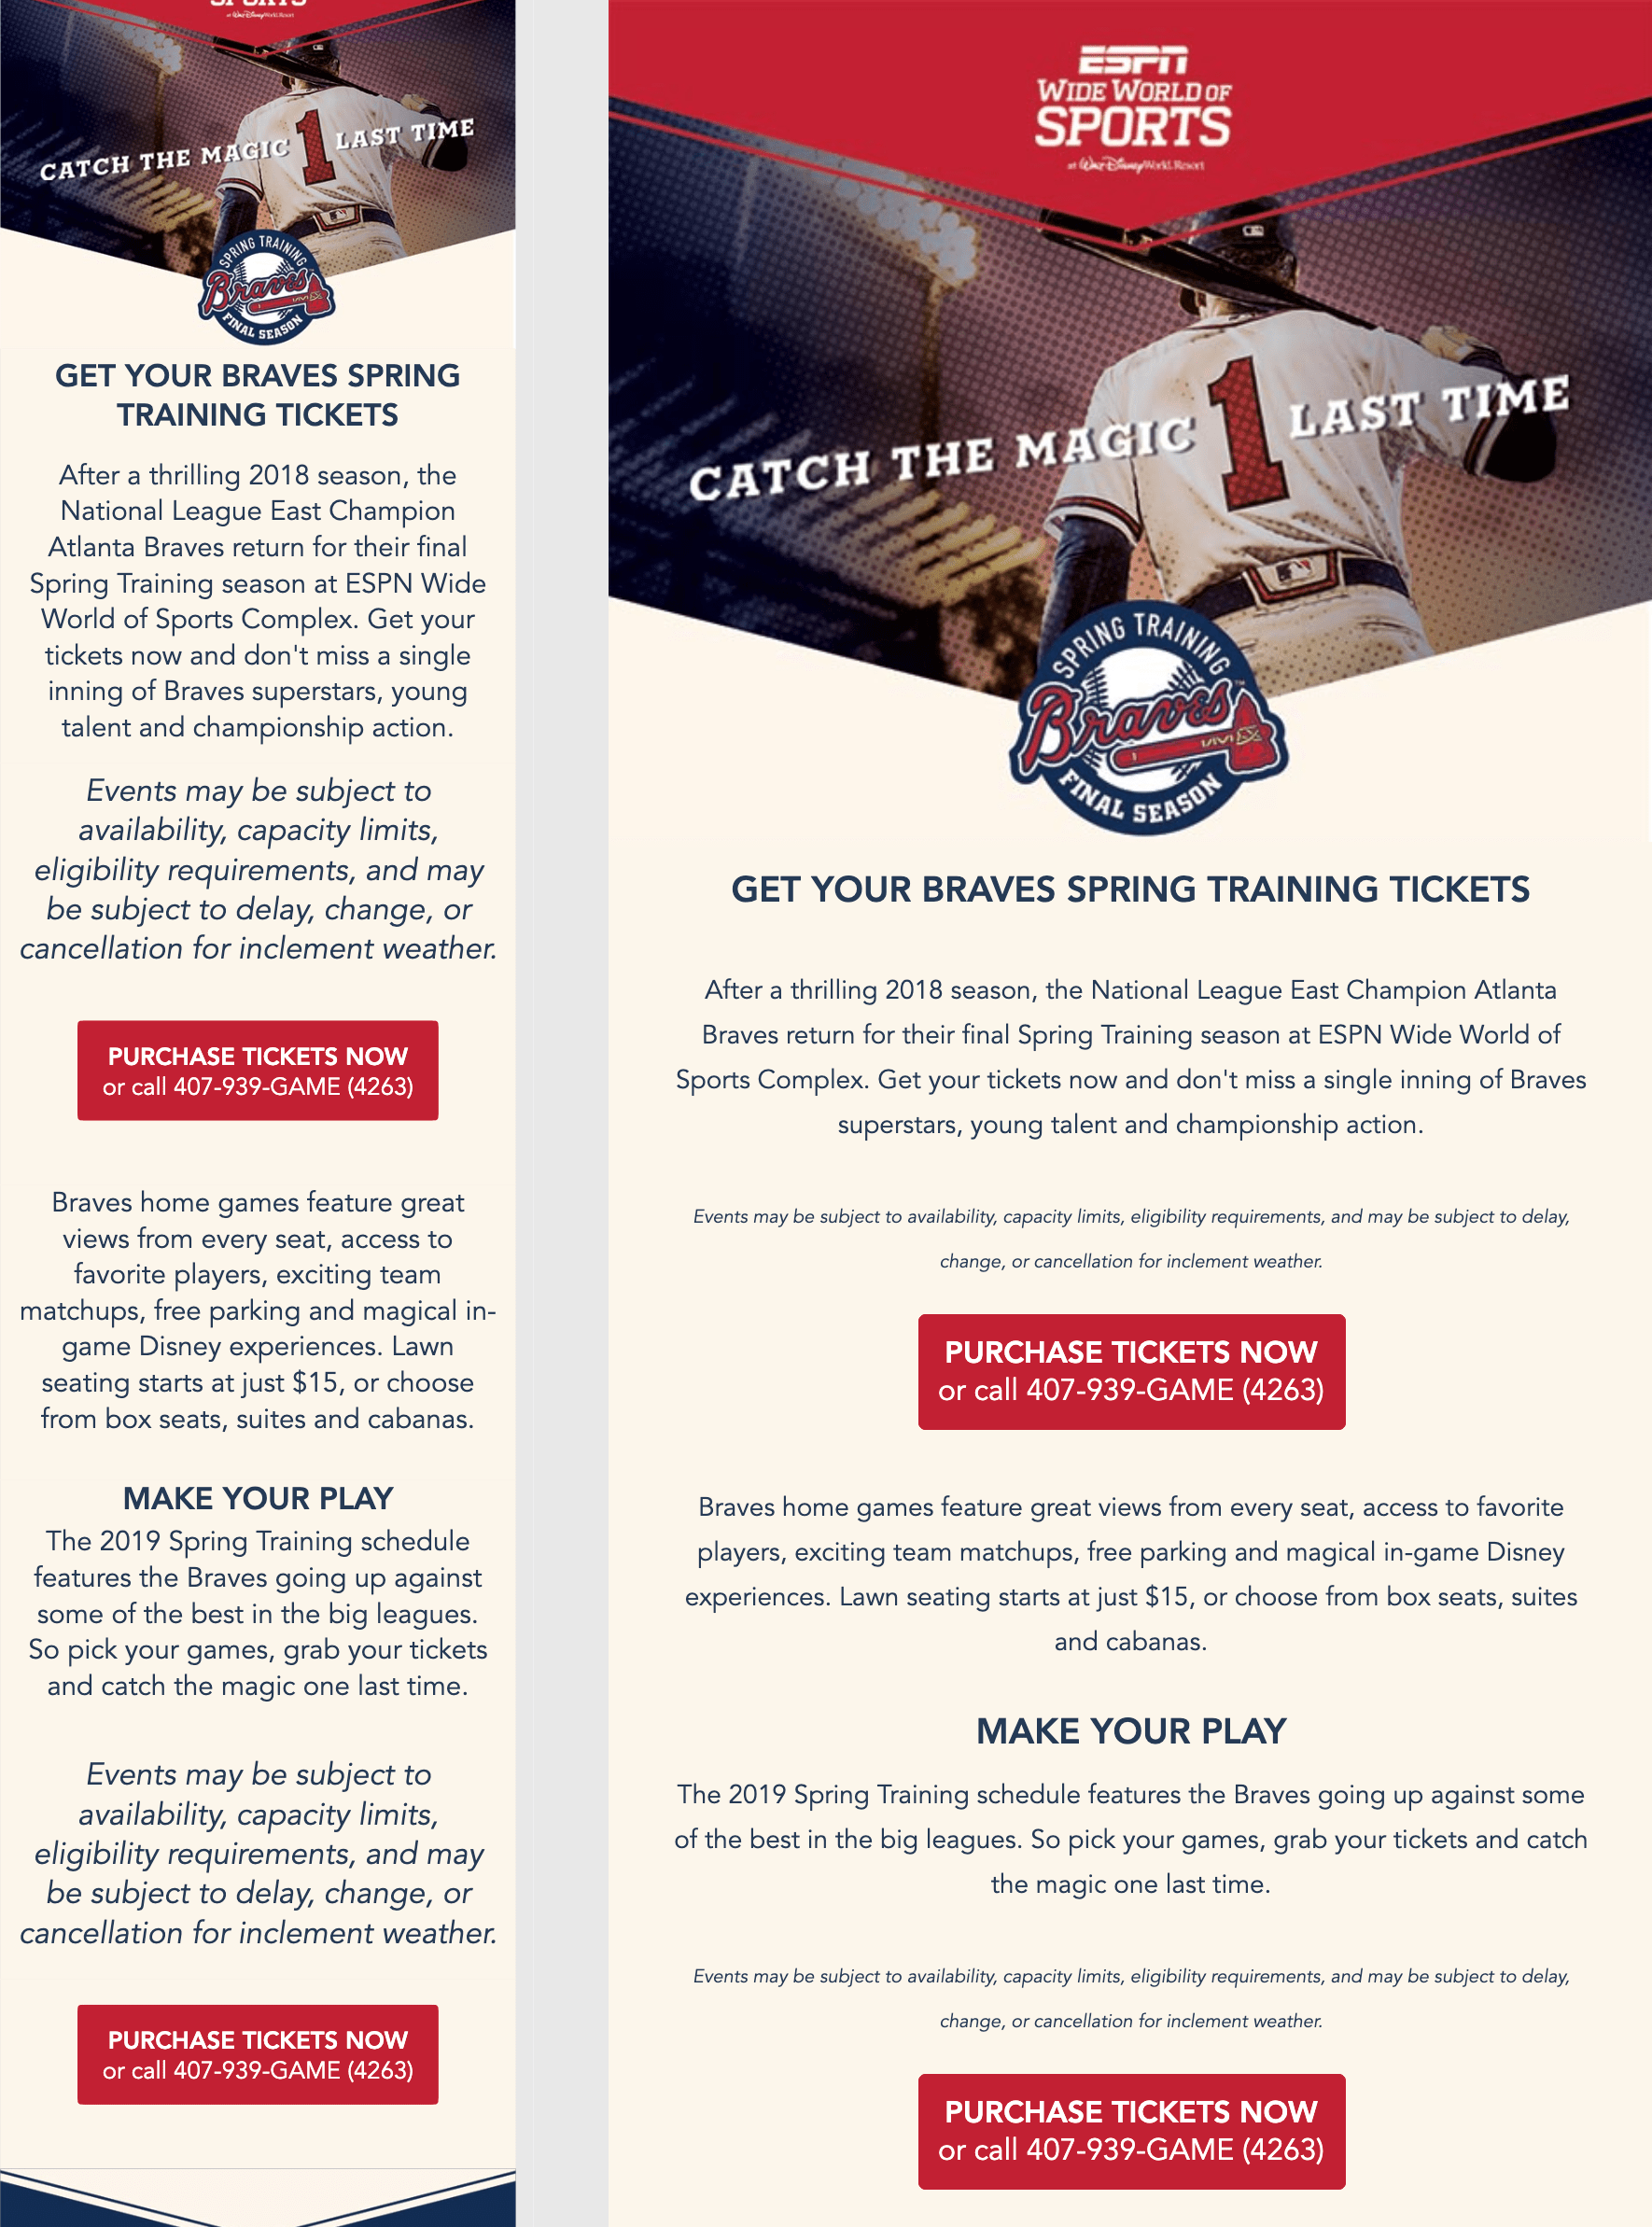 SPORTS
at Walt Disney World Resort
CATCH THE MAGIC 1 LAST TIME
SPRING TRAINING
Braves
FINAL SEASON
GET YOUR BRAVES SPRING
TRAINING TICKETS
After a thrilling 2018 season, the
National League East Champion
Atlanta Braves return for their final
Spring Training season at ESPN Wide
World of Sports Complex. Get your
tickets now and don't miss a single
inning of Braves superstars, young
talent and championship action.
Events may be subject to
availability, capacity limits,
eligibility requirements, and may
be subject to delay, change, or
cancellation for inclement weather.
PURCHASE TICKETS NOW
or call 407-939-GAME (4263)
Braves home games feature great
views from every seat, access to
favorite players, exciting team
matchups, free parking and magical in-
game Disney experiences. Lawn
seating starts at just $15, or choose
from box seats, suites and cabanas.
MAKE YOUR PLAY
The 2019 Spring Training schedule
features the Braves going up against
some of the best in the big leagues.
So pick your games, grab your tickets
and catch the magic one last time.
Events may be subject to
availability, capacity limits,
eligibility requirements, and may
be subject to delay, change, or
cancellation for inclement weather.
PURCHASE TICKETS NOW
or call 407-939-GAME (4263)
ESPN
WIDE WORLD OF
SPORTS
at Walt Disney World Resort
CATCH THE MAGIC 1 LAST TIME
SPRING TRAINING
Braves
TM
FINAL SEASON
GET YOUR BRAVES SPRING TRAINING TICKETS
After a thrilling 2018 season, the National League East Champion Atlanta
Braves return for their final Spring Training season at ESPN Wide World of
Sports Complex. Get your tickets now and don't miss a single inning of Braves
superstars, young talent and championship action.
Events may be subject to availability, capacity limits, eligibility requirements, and may be subject to delay,
change, or cancellation for inclement weather.
PURCHASE TICKETS NOW
or call 407-939-GAME (4263)
Braves home games feature great views from every seat, access to favorite
players, exciting team matchups, free parking and magical in-game Disney
experiences. Lawn seating starts at just $15, or choose from box seats, suites
and cabanas.
MAKE YOUR PLAY
The 2019 Spring Training schedule features the Braves going up against some
of the best in the big leagues. So pick your games, grab your tickets and catch
the magic one last time.
Events may be subject to availability, capacity limits, eligibility requirements, and may be subject to delay,
change, or cancellation for inclement weather.
PURCHASE TICKETS NOW
or call 407-939-GAME (4263)